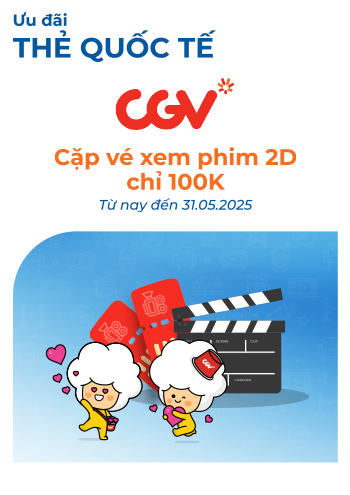 Ưu đãi
THẺ QUỐC TẾ
CGV
Cặp vé xem phim 2D
chỉ 100K
Từ nay đến 31.05.2025
CGV